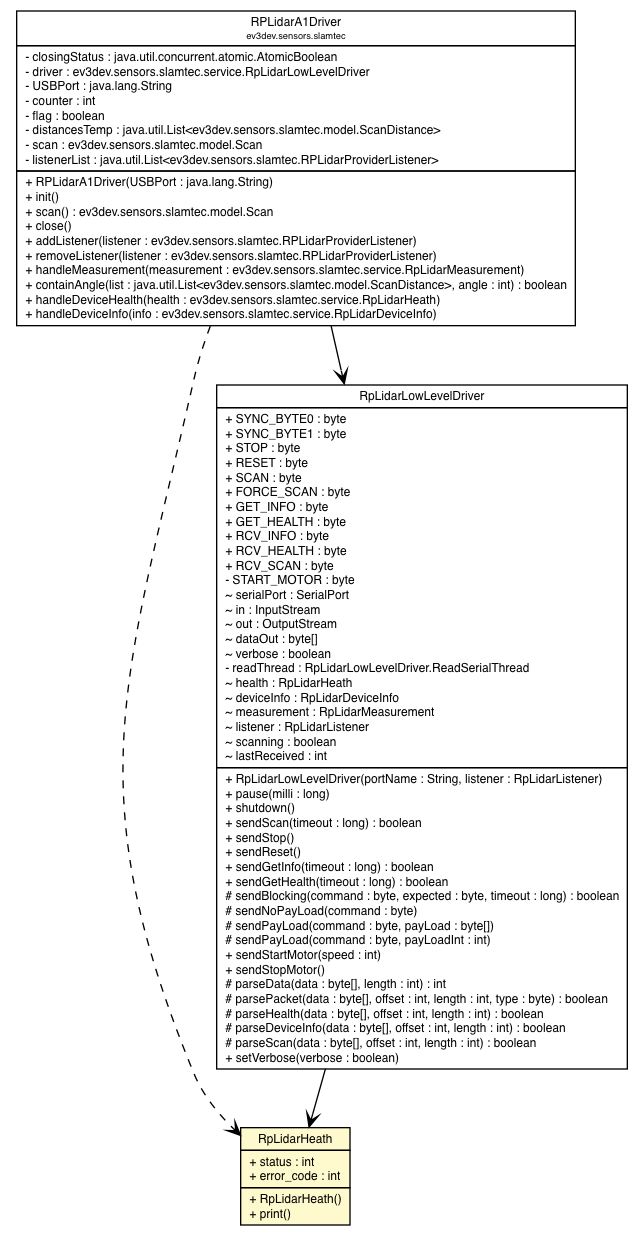 RPLidarA1Driver
ev3dev.sensors.slamtec
- closingStatus : java.util.concurrent.atomic.AtomicBoolean
- driver : ev3dev.sensors.slamtec.service.RpLidarLowLevelDriver
- USBPort : java.lang.String
- counter : int
- flag : boolean
- distancesTemp : java.util.List<ev3dev.sensors.slamtec.model.ScanDistance>
- scan : ev3dev.sensors.slamtec.model.Scan
- listenerList : java.util.List<ev3dev.sensors.slamtec.RPLidarProviderListener>
+ RPLidarA1Driver(USBPort : java.lang.String)
+ init()
+ scan() : ev3dev.sensors.slamtec.model.Scan
+ close()
+ addListener(listener : ev3dev.sensors.slamtec.RPLidarProviderListener)
+ removeListener(listener : ev3dev.sensors.slamtec.RPLidarProviderListener)
+ handleMeasurement(measurement : ev3dev.sensors.slamtec.service.RpLidarMeasurement)
+ containAngle(list : java.util.List<ev3dev.sensors.slamtec.model.ScanDistance>, angle : int) : boolean
+ handleDeviceHealth(health : ev3dev.sensors.slamtec.service.RpLidarHeath)
+ handleDeviceInfo(info : ev3dev.sensors.slamtec.service.RpLidarDeviceInfo)
RpLidarLowLevelDriver
+ SYNC_BYTE0 : byte
+ SYNC_BYTE1 : byte
+ STOP : byte
+ RESET : byte
+ SCAN : byte
+ FORCE_SCAN : byte
+ GET_INFO : byte
+ GET_HEALTH : byte
+ RCV_INFO : byte
+ RCV_HEALTH : byte
+ RCV_SCAN : byte
- START_MOTOR : byte
~ serialPort : SerialPort
~ in : InputStream
~ out : OutputStream
~ dataOut : byte[]
~ verbose : boolean
- readThread : RpLidarLowLevelDriver.ReadSerialThread
~ health : RpLidarHeath
~ deviceInfo : RpLidarDeviceInfo
~ measurement : RpLidarMeasurement
~ listener : RpLidarListener
~ scanning : boolean
~ lastReceived : int
+ RpLidarLowLevelDriver(portName : String, listener : RpLidarListener)
+ pause(milli : long)
+ shutdown()
+ sendScan(timeout : long) : boolean
+ sendStop()
+ sendReset()
+ sendGetInfo(timeout : long) : boolean
+ sendGetHealth(timeout : long) : boolean
# sendBlocking(command : byte, expected : byte, timeout : long) : boolean
# sendNoPayLoad(command : byte)
# sendPayLoad(command : byte, payLoad : byte[])
# sendPayLoad(command : byte, payLoadInt : int)
+ sendStartMotor(speed : int)
+ sendStopMotor()
# parseData(data : byte[], length : int) : int
# parsePacket(data : byte[], offset : int, length : int, type : byte) : boolean
# parseHealth(data : byte[], offset : int, length : int) : boolean
# parseDeviceInfo(data : byte[], offset : int, length : int) : boolean
# parseScan(data : byte[], offset : int, length : int) : boolean
+ setVerbose(verbose : boolean)
RpLidarHeath
+ status : int
+ error_code : int
+ RpLidarHeath()
+ print()